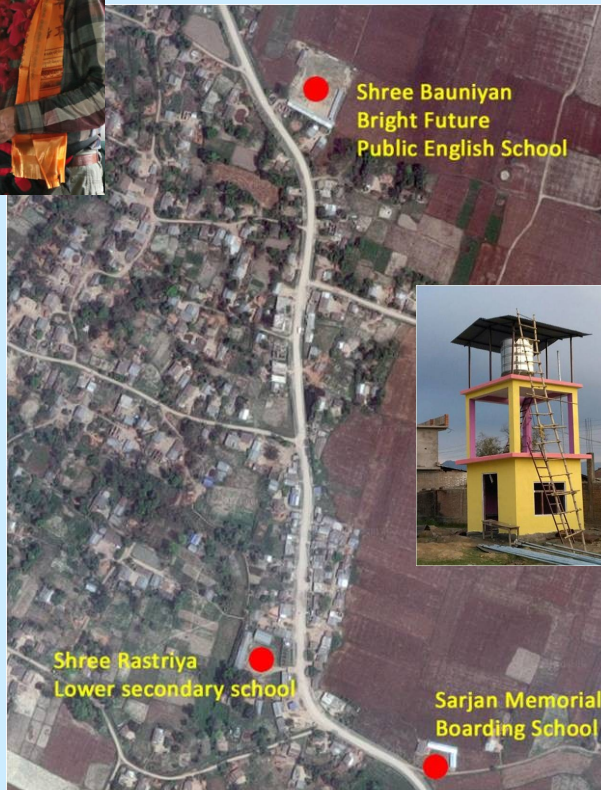 Shree Bauniyan
Bright Future
Public English School
Shree Rastriya
Lower secondary school
Sarjan Memorial
Boarding School